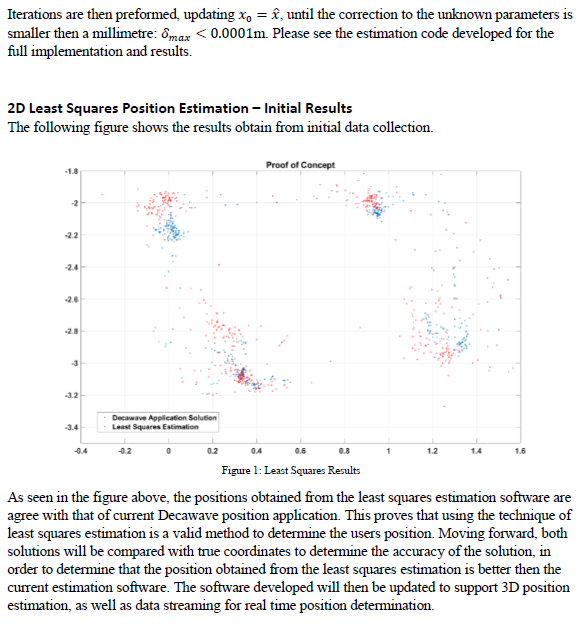 Iterations are then preformed, updating xₒ = x̂, until the correction to the unknown parameters is
smaller then a millimetre: δₘₐₓ < 0.0001m. Please see the estimation code developed for the
full implementation and results.
2D Least Squares Position Estimation – Initial Results
The following figure shows the results obtain from initial data collection.
Proof of Concept
-1.8
-2
-2.2
-2.4
-2.6
-2.8
-3
-3.2
-3.4
Decawave Application Solution
Least Squares Estimation
-0.4 -0.2 0 0.2 0.4 0.6 0.8 1 1.2 1.4 1.6
Figure 1: Least Squares Results
As seen in the figure above, the positions obtained from the least squares estimation software are
agree with that of current Decawave position application. This proves that using the technique of
least squares estimation is a valid method to determine the users position. Moving forward, both
solutions will be compared with true coordinates to determine the accuracy of the solution, in
order to determine that the position obtained from the least squares estimation is better then the
current estimation software. The software developed will then be updated to support 3D position
estimation, as well as data streaming for real time position determination.